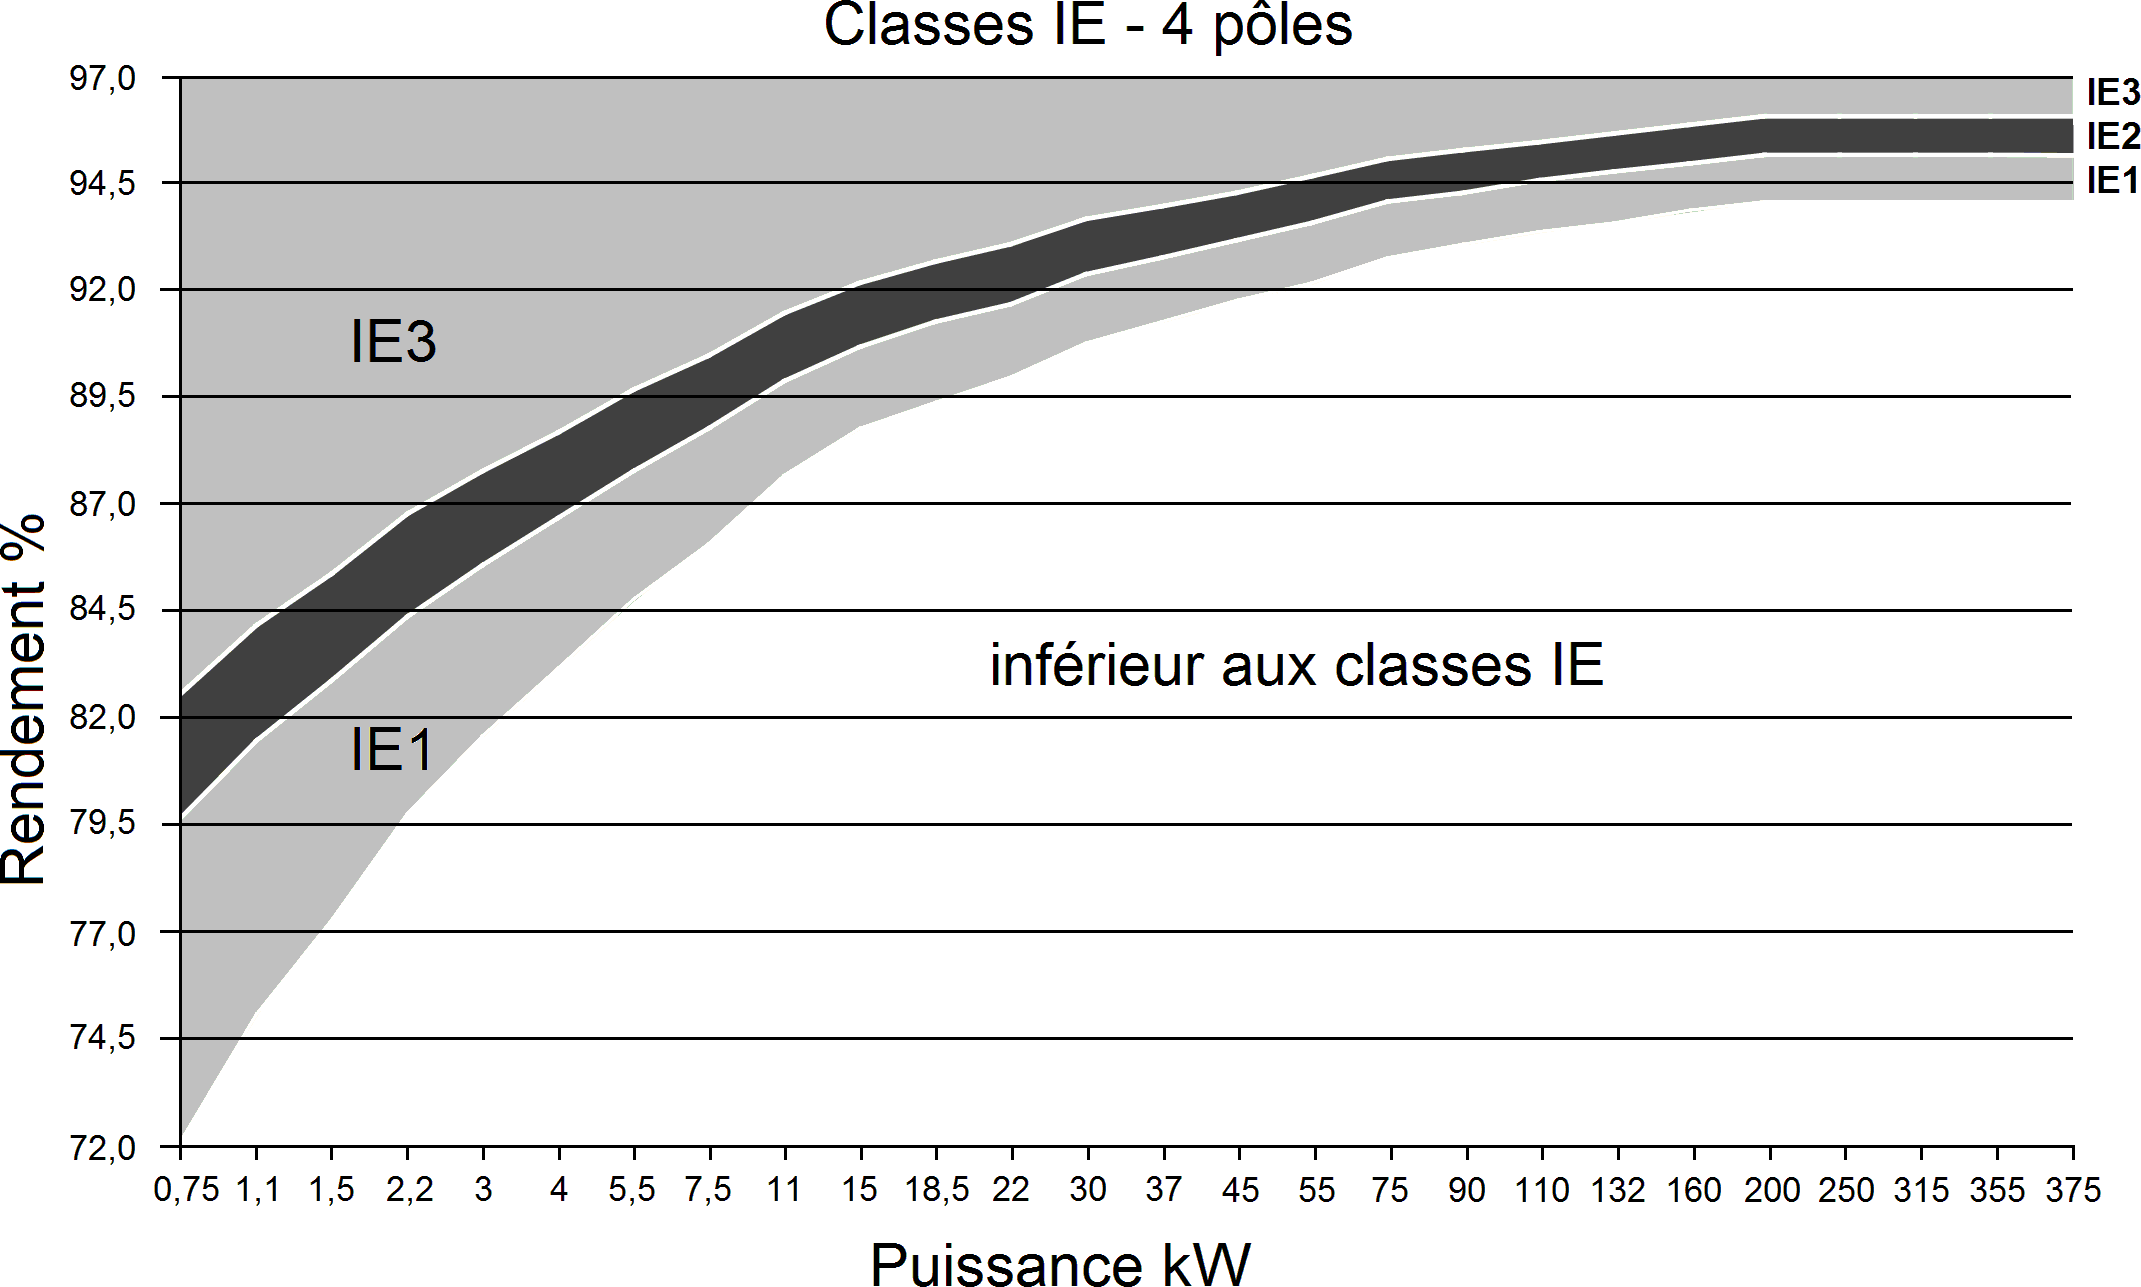 Classes IE - 4 pôles
97,0
94,5
92,0
89,5
87,0
84,5
82,0
79,5
77,0
74,5
72,0
Rendement %
IE3
IE2
IE1
IE3
IE1
inférieur aux classes IE
0,75 1,1 1,5 2,2 3 4 5,5 7,5 11 15 18,5 22 30 37 45 55 75 90 110 132 160 200 250 315 355 375
Puissance kW